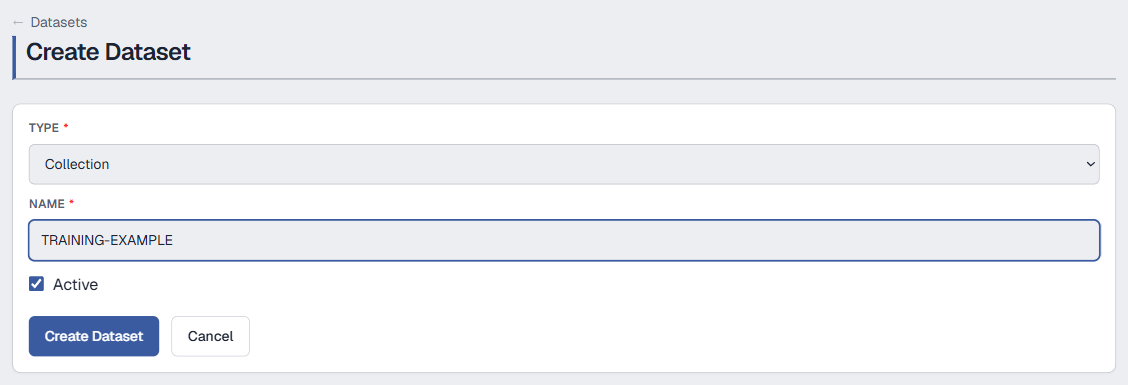 ← Datasets
Create Dataset
TYPE *
Collection
NAME *
TRAINING-EXAMPLE
Active
Create Dataset Cancel